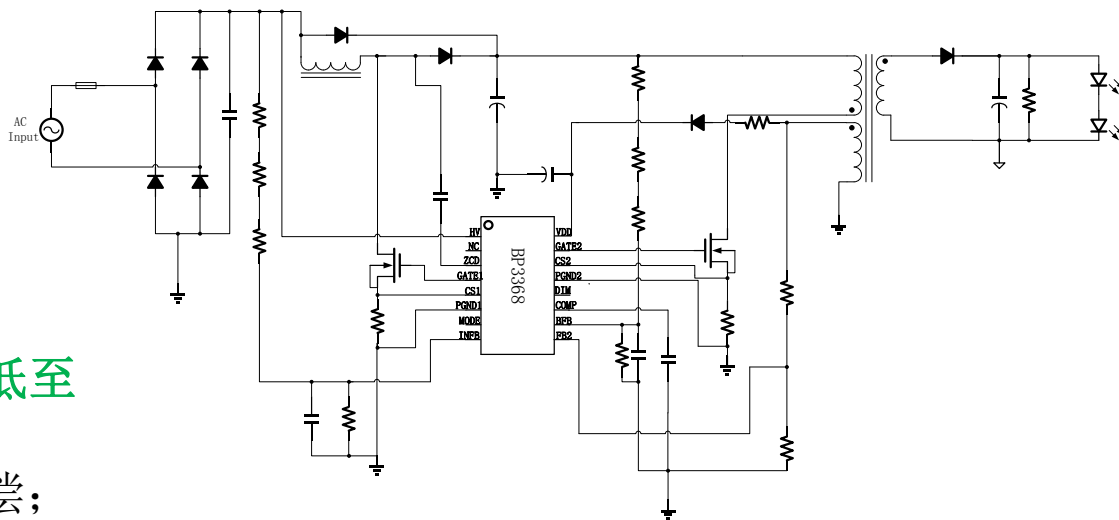 AC
Input
HV
NC
ZCD
GATE1
CS1
PGND1
MODE
INFB
BP3368
VDD
GATE2
CS2
PGND2
DIM
COMP
BFB
FB2
低至
尝；